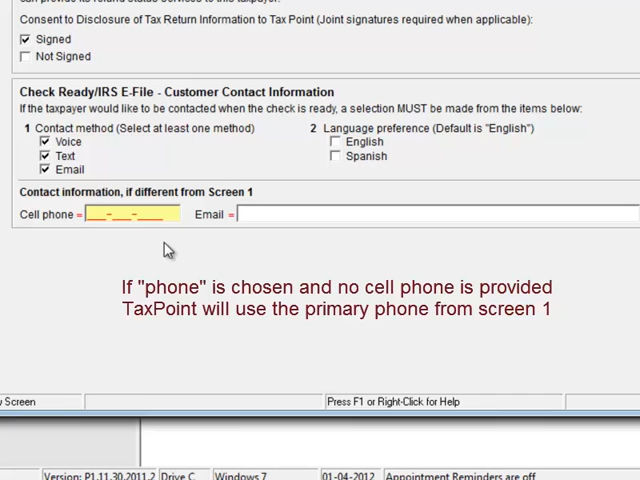 Consent to Disclosure of Tax Return Information to Tax Point (Joint signatures required when applicable):
Signed
Not Signed
Check Ready/IRS E-File - Customer Contact Information
If the taxpayer would like to be contacted when the check is ready, a selection MUST be made from the items below:
1 Contact method (Select at least one method)
2 Language preference (Default is "English")
Voice
English
Text
Spanish
Email
Contact information, if different from Screen 1
Cell phone = ___-___-____ Email =
If "phone" is chosen and no cell phone is provided
TaxPoint will use the primary phone from screen 1
Screen
Press F1 or Right-Click for Help
Version: P1.11.30.2011.2 Drive C Windows 7 01-04-2012 Appointment Reminders are off